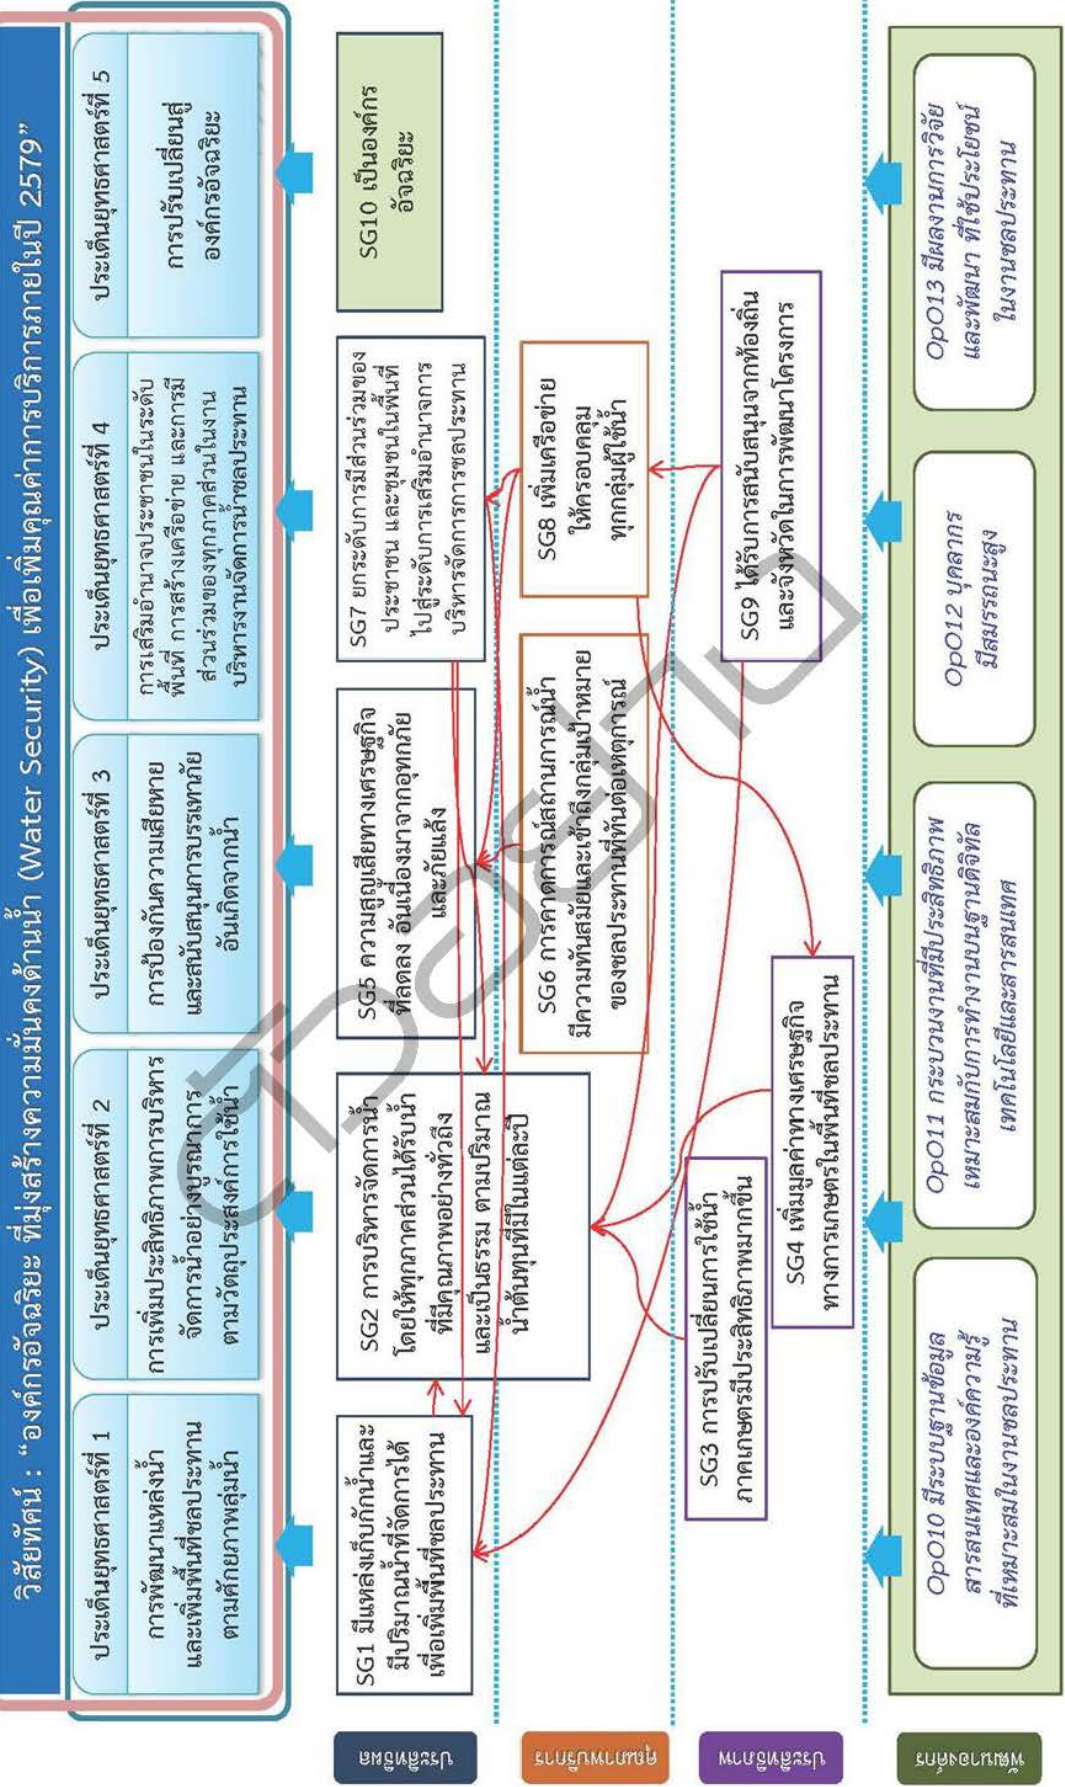 วิสัยทัศน์ : “องค์กรอัจฉริยะ ที่มุ่งสร้างความมั่นคงด้านน้ำ (Water Security) เพื่อเพิ่มคุณค่าการบริการภายในปี 2579”
ประเด็นยุทธศาสตร์ที่ 1
การพัฒนาแหล่งน้ำ
และเพิ่มพื้นที่ชลประทาน
ตามศักยภาพลุ่มน้ำ
ประเด็นยุทธศาสตร์ที่ 2
การเพิ่มประสิทธิภาพการบริหาร
จัดการน้ำอย่างบูรณาการ
ตามวัตถุประสงค์การใช้น้ำ
ประเด็นยุทธศาสตร์ที่ 3
การป้องกันความเสียหาย
และสนับสนุนการบรรเทาภัย
อันเกิดจากน้ำ
ประเด็นยุทธศาสตร์ที่ 4
การเสริมอำนาจประชาชนในระดับ
พื้นที่ การสร้างเครือข่าย และการมี
ส่วนร่วมของทุกภาคส่วนในงาน
บริหารงานจัดการน้ำชลประทาน
ประเด็นยุทธศาสตร์ที่ 5
การปรับเปลี่ยนสู่
องค์กรอัจฉริยะ
ประสิทธิผล
SG1 มีแหล่งเก็บกักน้ำและ
มีปริมาณน้ำที่จัดการได้
เพื่อเพิ่มพื้นที่ชลประทาน
SG2 การบริหารจัดการน้ำ
โดยให้ทุกภาคส่วนได้รับน้ำ
ที่มีคุณภาพอย่างทั่วถึง
และเป็นธรรม ตามปริมาณ
น้ำต้นทุนที่มีในแต่ละปี
SG5 ความสูญเสียทางเศรษฐกิจ
ที่ลดลง อันเนื่องมาจากอุทกภัย
และภัยแล้ง
SG7 ยกระดับการมีส่วนร่วมของ
ประชาชน และชุมชนในพื้นที่
ไปสู่ระดับการเสริมอำนาจการ
บริหารจัดการการชลประทาน
SG10 เป็นองค์กร
อัจฉริยะ
คุณภาพการบริการ
SG6 การคาดการณ์สถานการณ์น้ำ
มีความทันสมัยและเข้าถึงกลุ่มเป้าหมาย
ของชลประทานที่ทันต่อเหตุการณ์
SG8 เพิ่มเครือข่าย
ให้ครอบคลุม
ทุกกลุ่มผู้ใช้น้ำ
ประสิทธิภาพ
SG3 การปรับเปลี่ยนการใช้น้ำ
ภาคเกษตรมีประสิทธิภาพมากขึ้น
SG4 เพิ่มมูลค่าทางเศรษฐกิจ
ทางการเกษตรในพื้นที่ชลประทาน
SG9 ได้รับการสนับสนุนจากท้องถิ่น
และจังหวัดในการพัฒนาโครงการ
พัฒนาองค์กร
OpO10 มีระบบฐานข้อมูล
สารสนเทศและองค์ความรู้
ที่เหมาะสมในงานชลประทาน
OpO11 กระบวนงานที่มีประสิทธิภาพ
เหมาะสมกับการทำงานบนฐานดิจิทัล
เทคโนโลยีและสารสนเทศ
OpO12 บุคลากร
มีสมรรถนะสูง
OpO13 มีผลงานการวิจัย
และพัฒนา ที่ใช้ประโยชน์
ในงานชลประทาน
ตัวอย่าง